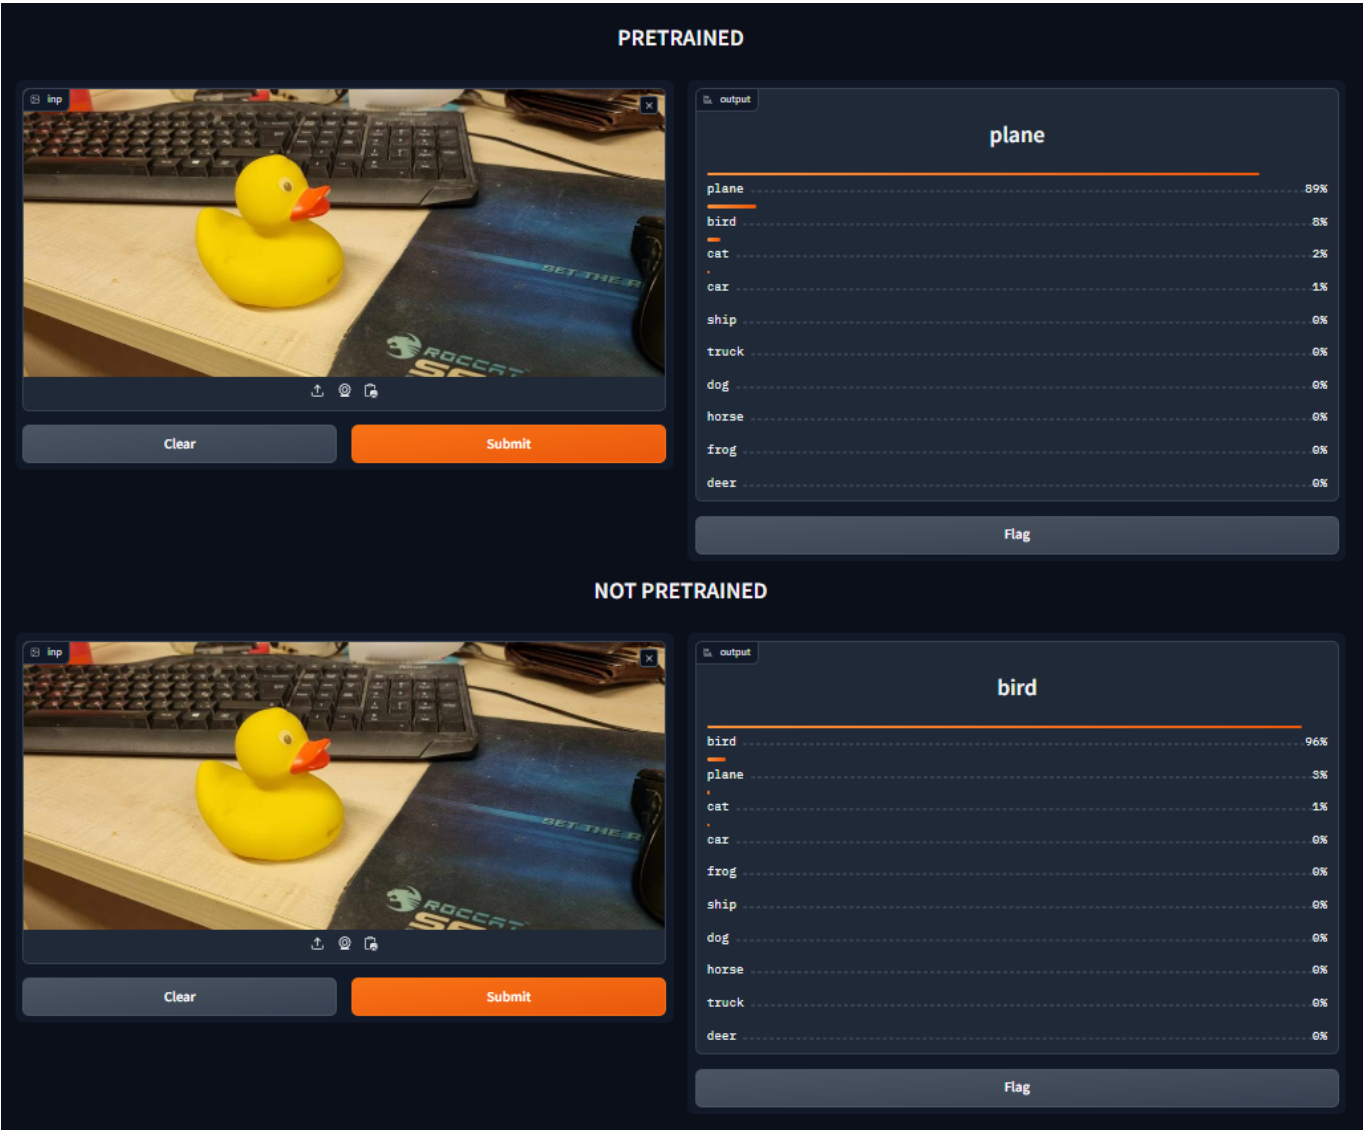 PRETRAINED
inp
output
plane
plane 89%
bird 8%
cat 2%
car 1%
ship 0%
truck 0%
dog 0%
horse 0%
frog 0%
deer 0%
ROCCAT
Clear
Submit
Flag
NOT PRETRAINED
inp
output
bird
bird 96%
plane 3%
cat 1%
car 0%
frog 0%
ship 0%
dog 0%
horse 0%
truck 0%
deer 0%
ROCCAT
Clear
Submit
Flag